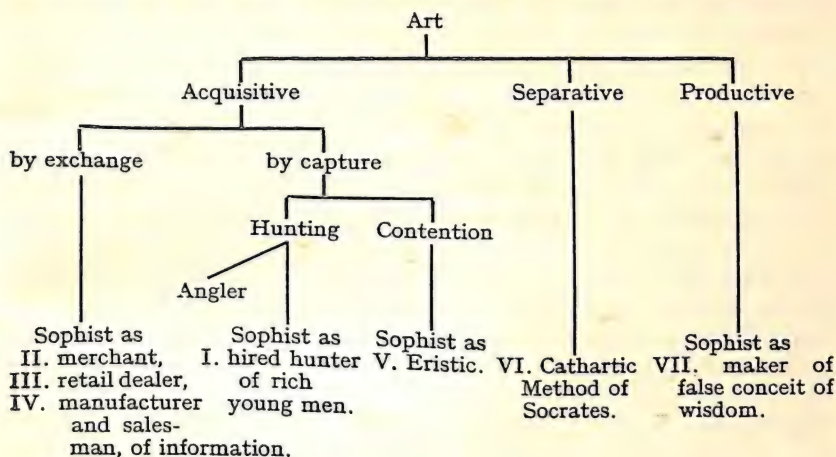 Art
Acquisitive Separative Productive
by exchange by capture
Hunting Contention
Angler
Sophist as
II. merchant,
III. retail dealer,
IV. manufacturer
and sales-
man, of information.
Sophist as
I. hired hunter
of rich
young men.
Sophist as
V. Eristic.
VI. Cathartic
Method of
Socrates.
Sophist as
VII. maker of
false conceit of
wisdom.